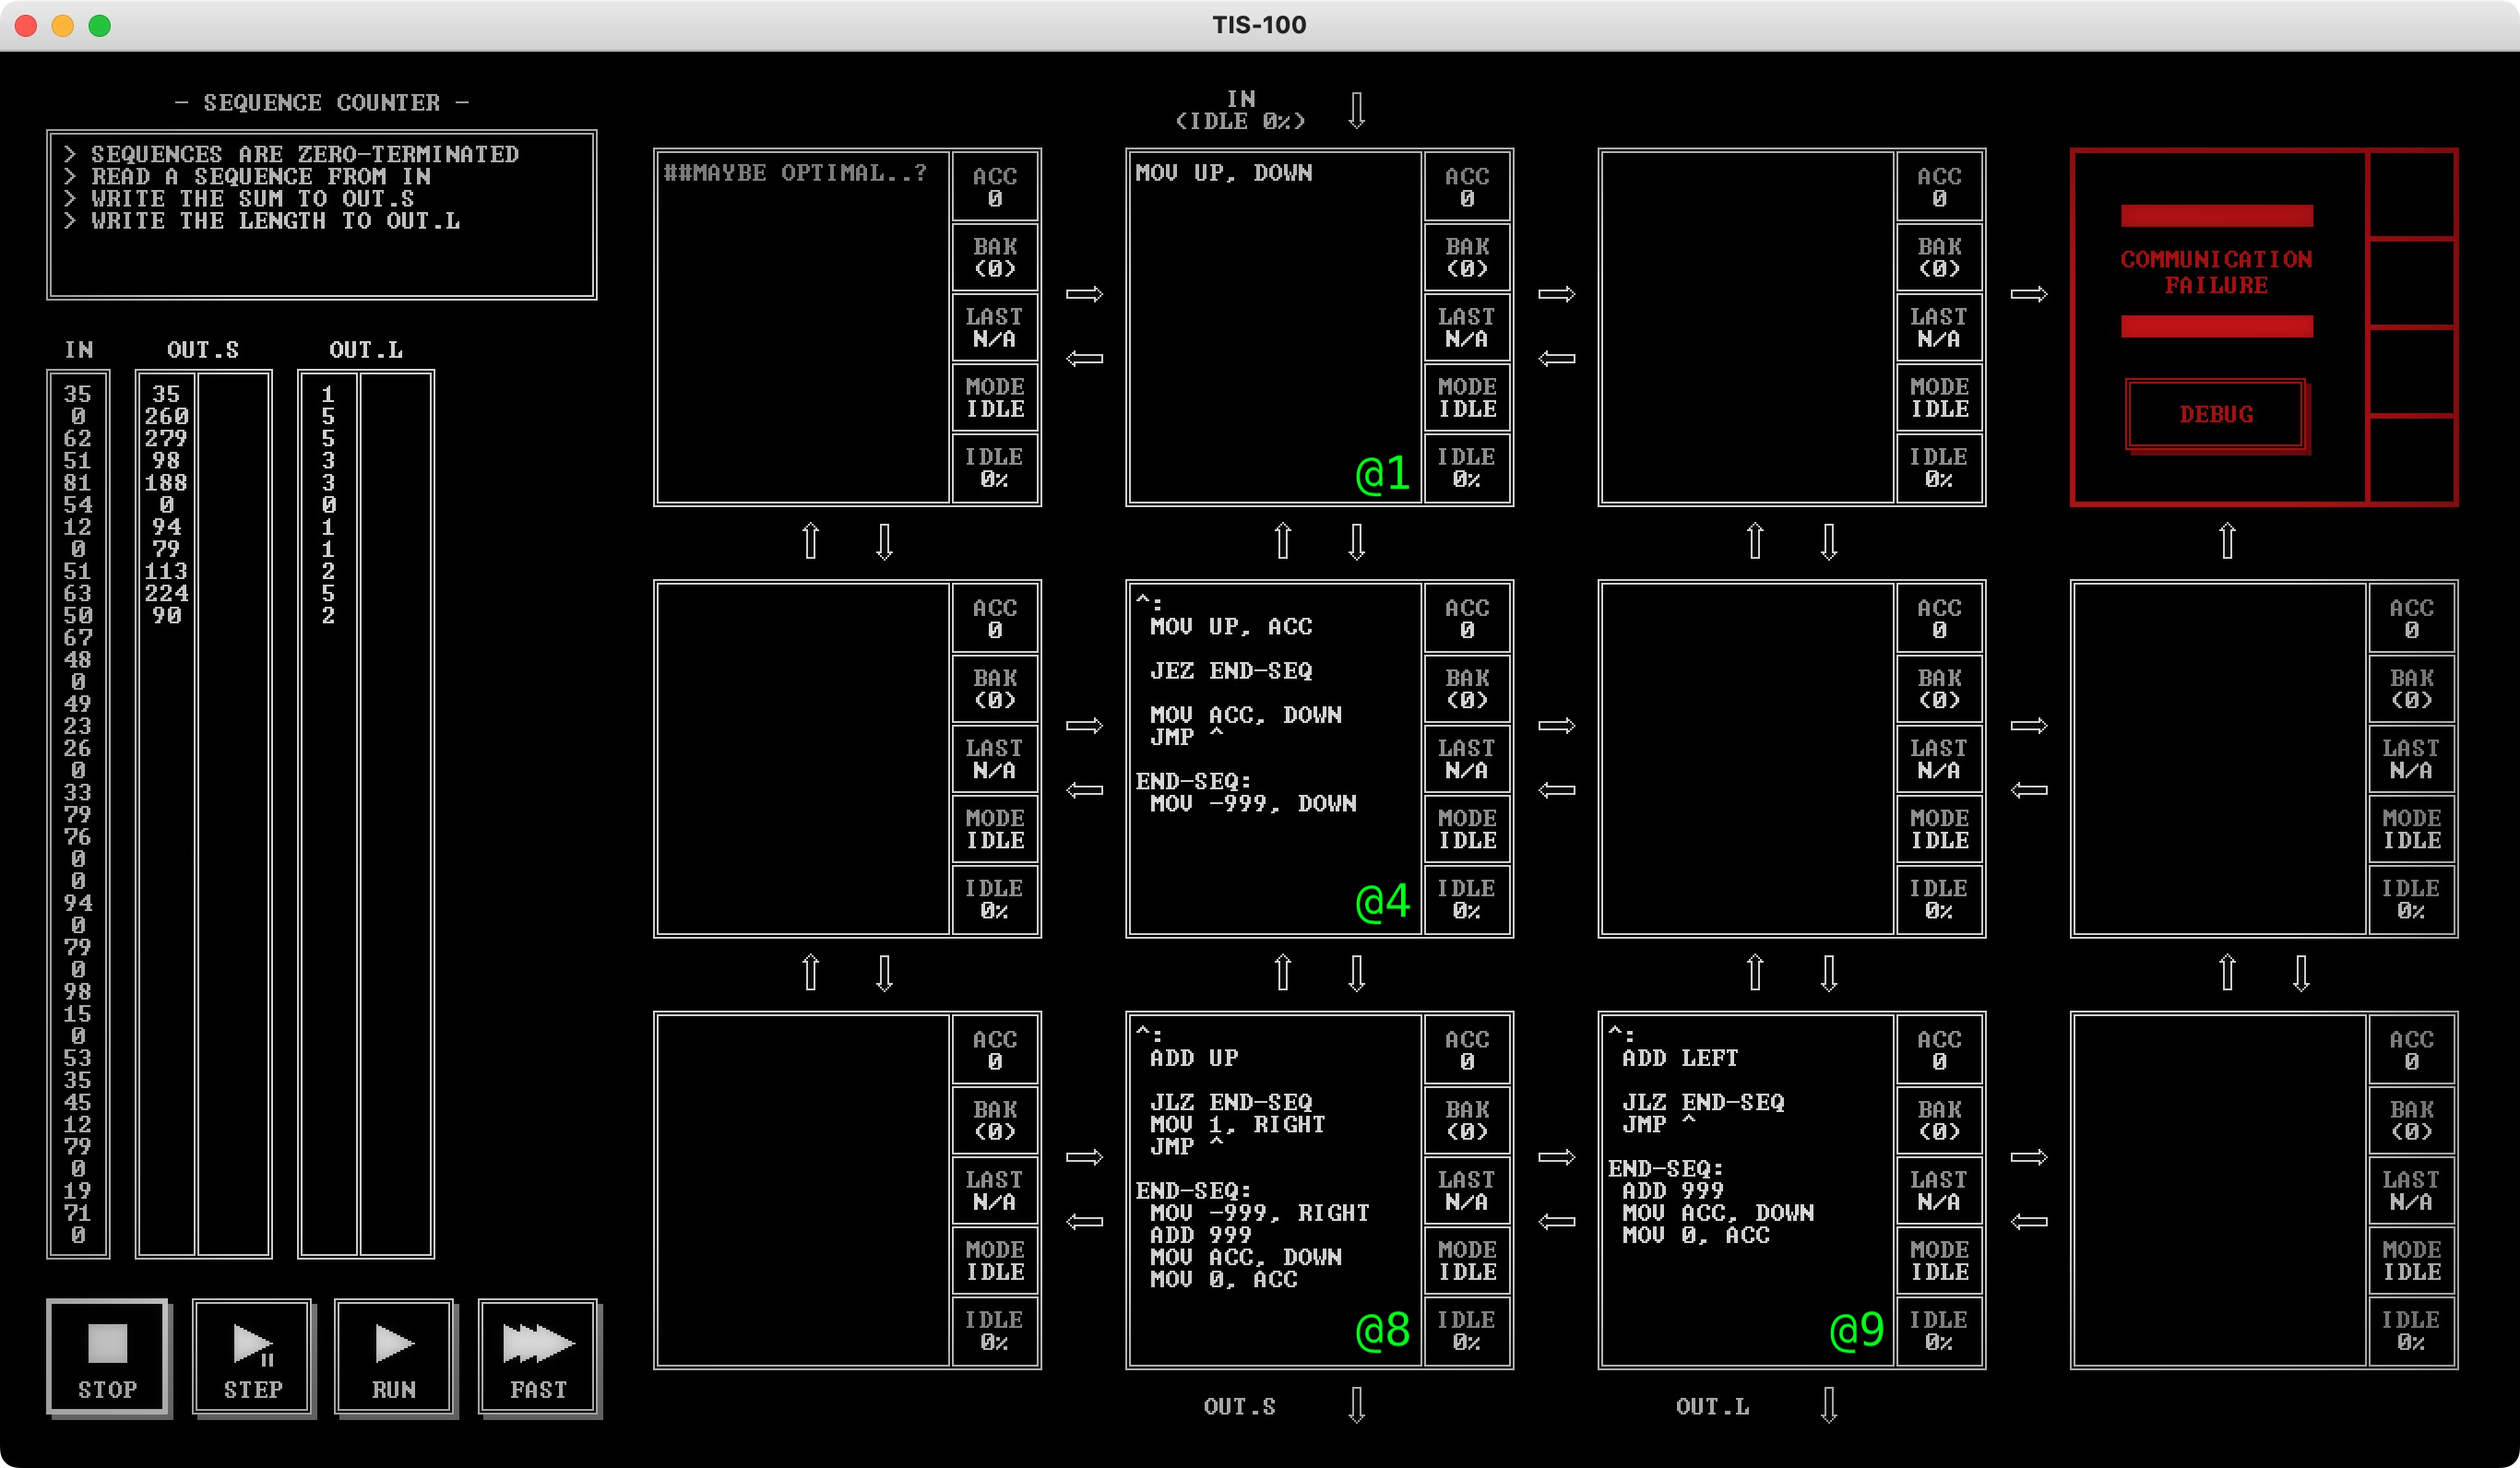 TIS-100
- SEQUENCE COUNTER -
> SEQUENCES ARE ZERO-TERMINATED
> READ A SEQUENCE FROM IN
> WRITE THE SUM TO OUT.S
> WRITE THE LENGTH TO OUT.L
IN OUT.S OUT.L
35 35 1
0 260 5
62 279 5
51 98 3
81 188 3
54 0 0
12 94 1
0 79 1
51 113 2
63 224 5
50 90 2
67
48
0
49
23
26
0
33
79
76
0
0
94
0
79
0
98
15
0
53
35
45
12
79
0
19
71
0
STOP
STEP
RUN
FAST
IN
(IDLE 0%)
##MAYBE OPTIMAL..?
ACC
0
BAK
(0)
LAST
N/A
MODE
IDLE
IDLE
0%
MOV UP, DOWN
@1
ACC
0
BAK
(0)
LAST
N/A
MODE
IDLE
IDLE
0%
ACC
0
BAK
(0)
LAST
N/A
MODE
IDLE
IDLE
0%
COMMUNICATION
FAILURE
DEBUG
ACC
0
BAK
(0)
LAST
N/A
MODE
IDLE
IDLE
0%
^:
MOV UP, ACC
JEZ END-SEQ
MOV ACC, DOWN
JMP ^
END-SEQ:
MOV -999, DOWN
@4
ACC
0
BAK
(0)
LAST
N/A
MODE
IDLE
IDLE
0%
ACC
0
BAK
(0)
LAST
N/A
MODE
IDLE
IDLE
0%
ACC
0
BAK
(0)
LAST
N/A
MODE
IDLE
IDLE
0%
ACC
0
BAK
(0)
LAST
N/A
MODE
IDLE
IDLE
0%
^:
ADD UP
JLZ END-SEQ
MOV 1, RIGHT
JMP ^
END-SEQ:
MOV -999, RIGHT
ADD 999
MOV ACC, DOWN
MOV 0, ACC
@8
ACC
0
BAK
(0)
LAST
N/A
MODE
IDLE
IDLE
0%
^:
ADD LEFT
JLZ END-SEQ
JMP ^
END-SEQ:
ADD 999
MOV ACC, DOWN
MOV 0, ACC
@9
ACC
0
BAK
(0)
LAST
N/A
MODE
IDLE
IDLE
0%
ACC
0
BAK
(0)
LAST
N/A
MODE
IDLE
IDLE
0%
OUT.S
OUT.L